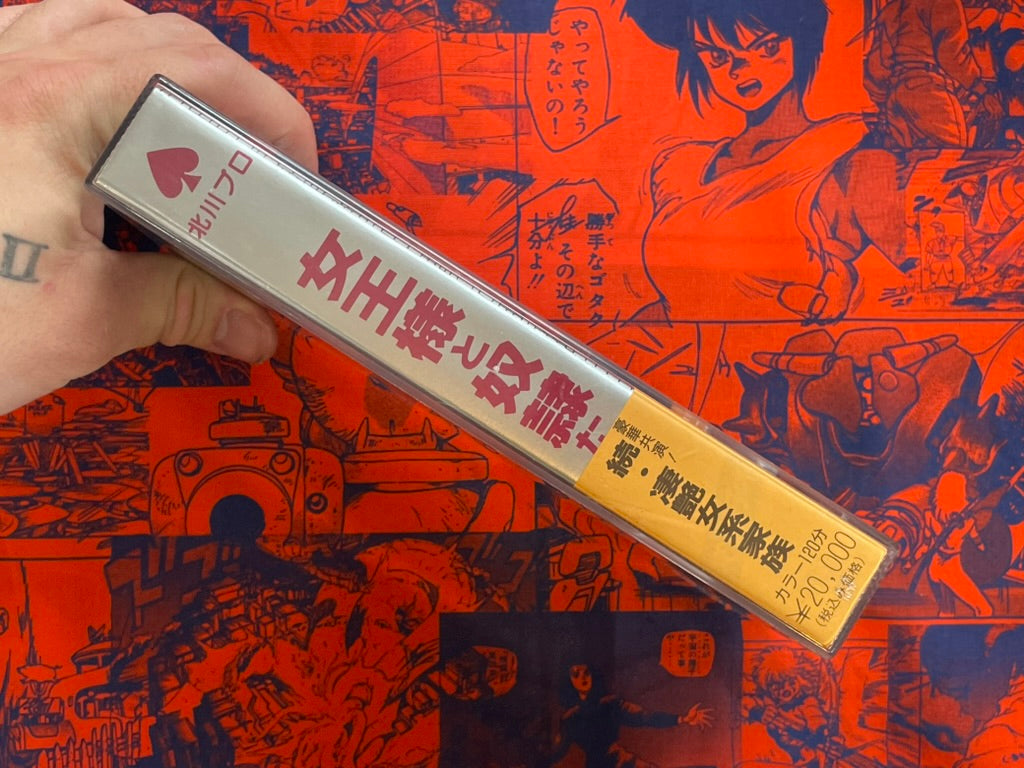 ♠
北川プロ
女王様と奴隷た
豪華共演!
続・凄艶女系家族
カラー120分
¥20,000
(税込み価格)
やってやろう
じゃないの!
勝手なゴタク
は その辺で
十分よ!!